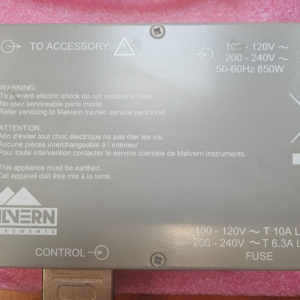 TO ACCESSORY
100 - 120V ~
200 - 240V ~
50-60Hz 850W
WARNING
To prevent electric shock do not remove screws.
No user serviceable parts inside.
Refer servicing to Malvern trained service personnel.
ATTENTION:
Afin d'éviter tout choc électrique ne pas ôter les vis.
Aucune pièces interchangeable à l'intérieur
Pour toute intervention contacter le service clientele de Malvern Instruments.
This appliance must be earthed.
Cet appareil doit être mis à la terre.
LVERN
TRUMENTS
100 - 120V ~ T 10A L
200 - 240V ~ T 6.3A L
FUSE
CONTROL